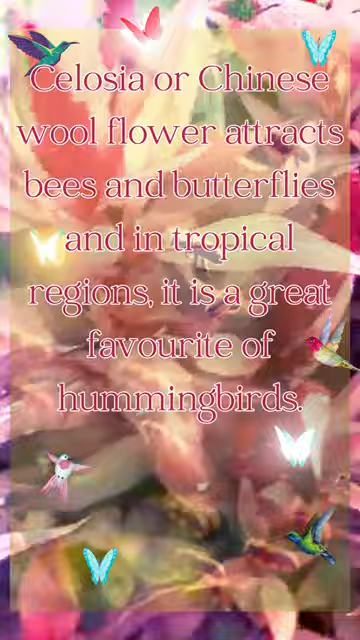 Celosia or Chinese
wool flower attracts
bees and butterflies
and in tropical
regions, it is a great
favourite of
hummingbirds.